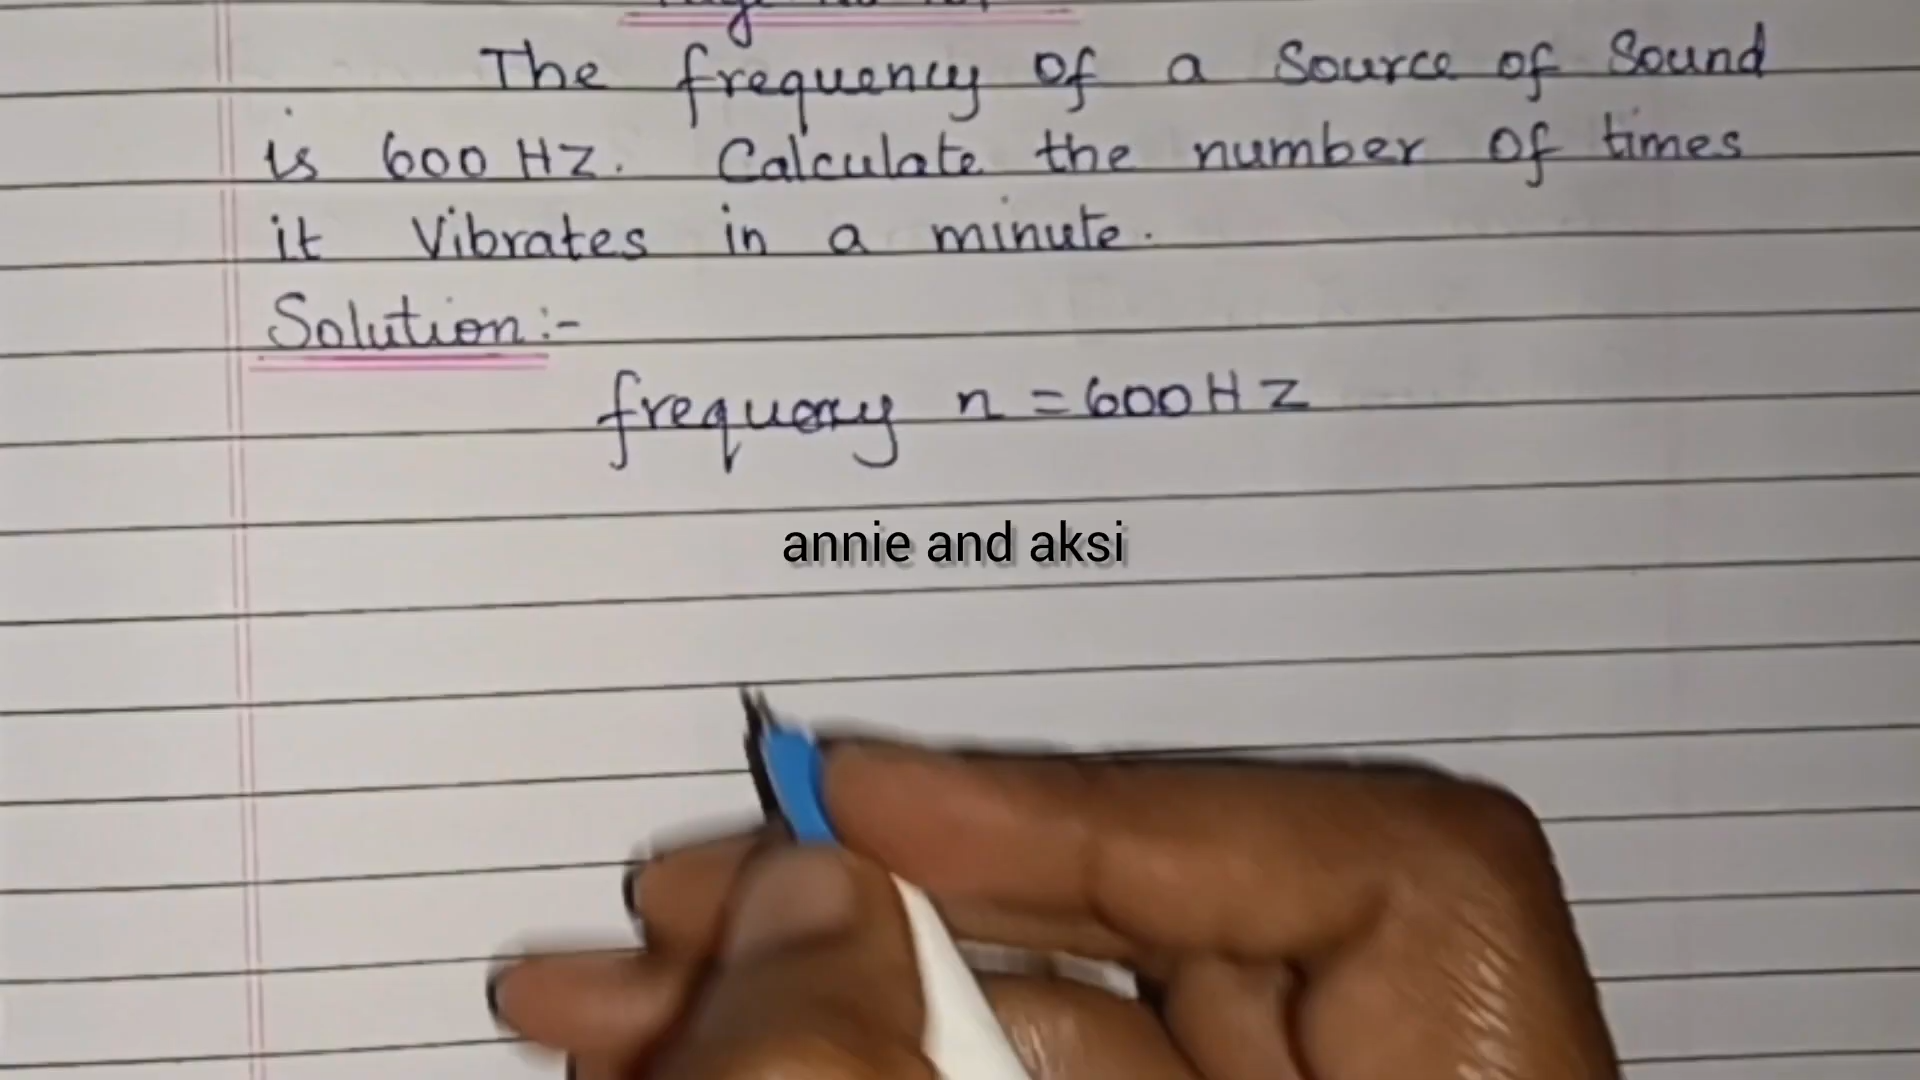 The frequency of a Source of Sound
is 600 HZ. Calculate the number of times
it Vibrates in a minute.
Solution:-
frequency n = 600 HZ
annie and aksi